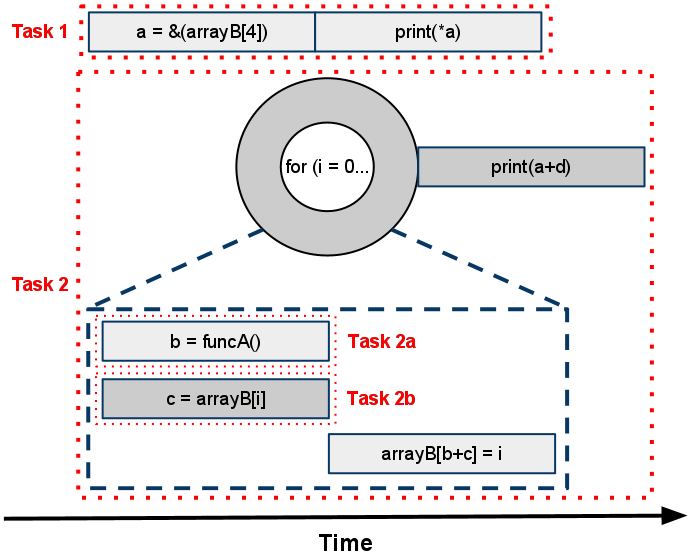 Task 1
a = &(arrayB[4])
print(*a)
for (i = 0...
print(a+d)
Task 2
b = funcA()
Task 2a
c = arrayB[i]
Task 2b
arrayB[b+c] = i
Time